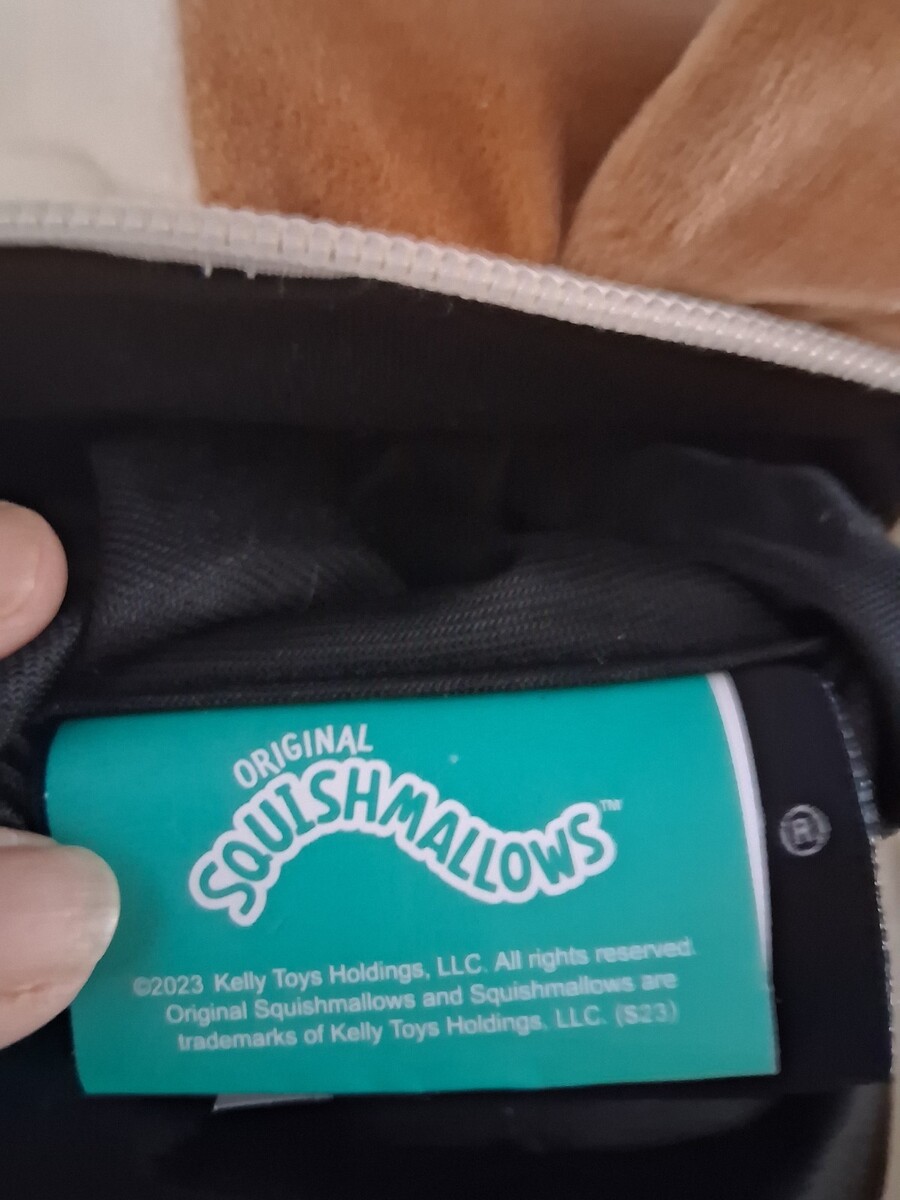 ORIGINAL
SQUISHMALLOWS™
©2023 Kelly Toys Holdings, LLC. All rights reserved.
Original Squishmallows and Squishmallows are
trademarks of Kelly Toys Holdings, LLC. (S23)
®